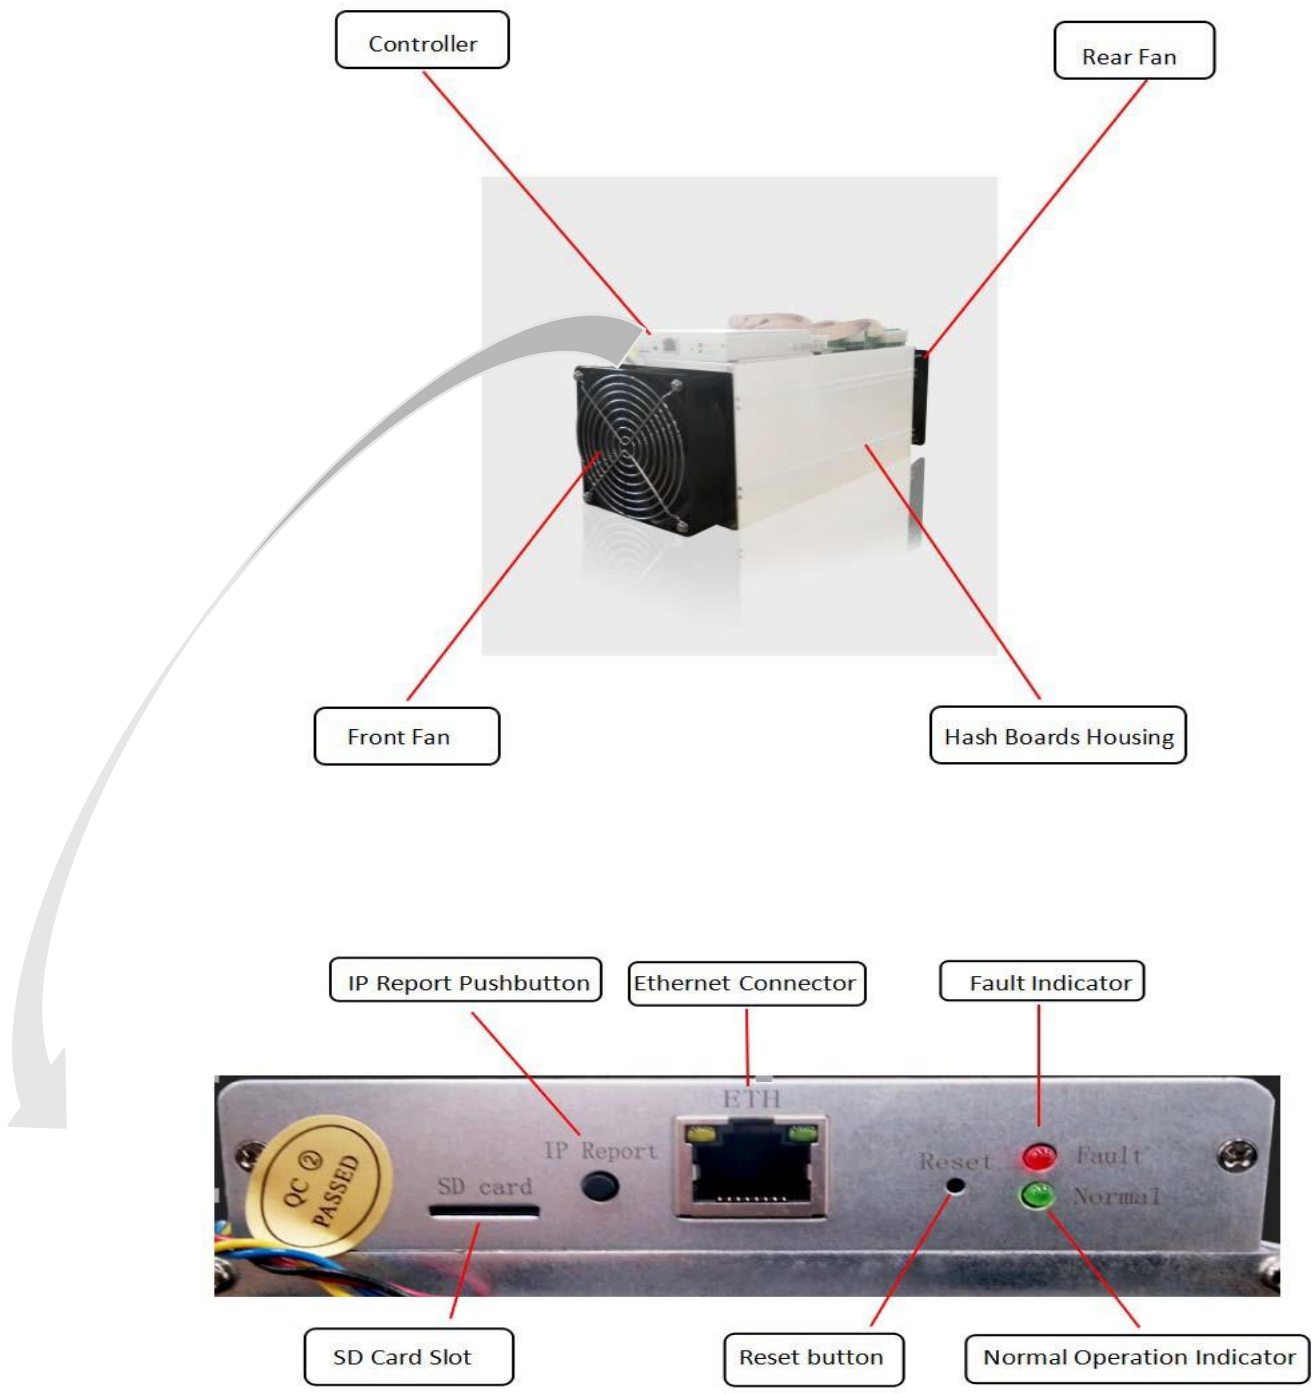 Controller
Rear Fan
Front Fan
Hash Boards Housing
IP Report Pushbutton
Ethernet Connector
Fault Indicator
ETH
IP Report
Reset
Fault
SD card
Normal
QC ②
PASSED
SD Card Slot
Reset button
Normal Operation Indicator